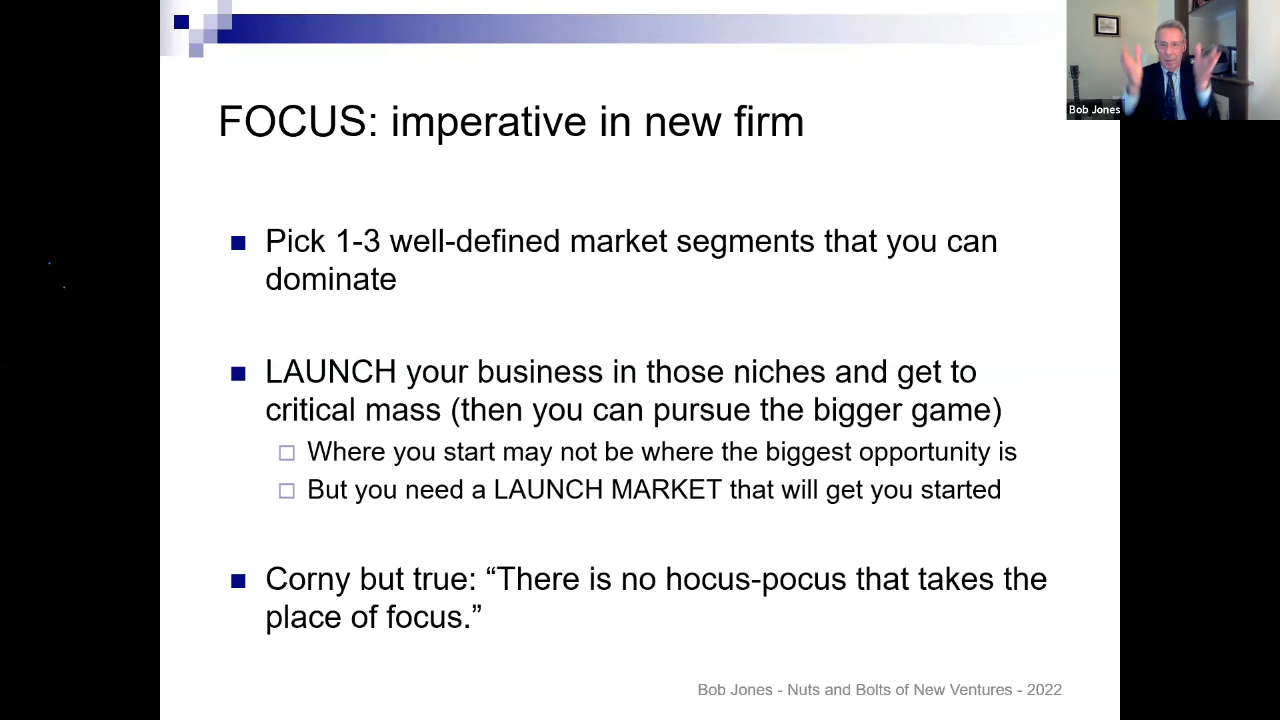 FOCUS: imperative in new firm
Pick 1-3 well-defined market segments that you can
dominate
LAUNCH your business in those niches and get to
critical mass (then you can pursue the bigger game)
Where you start may not be where the biggest opportunity is
But you need a LAUNCH MARKET that will get you started
Corny but true: “There is no hocus-pocus that takes the
place of focus.”
Bob Jones - Nuts and Bolts of New Ventures - 2022
Bob Jones